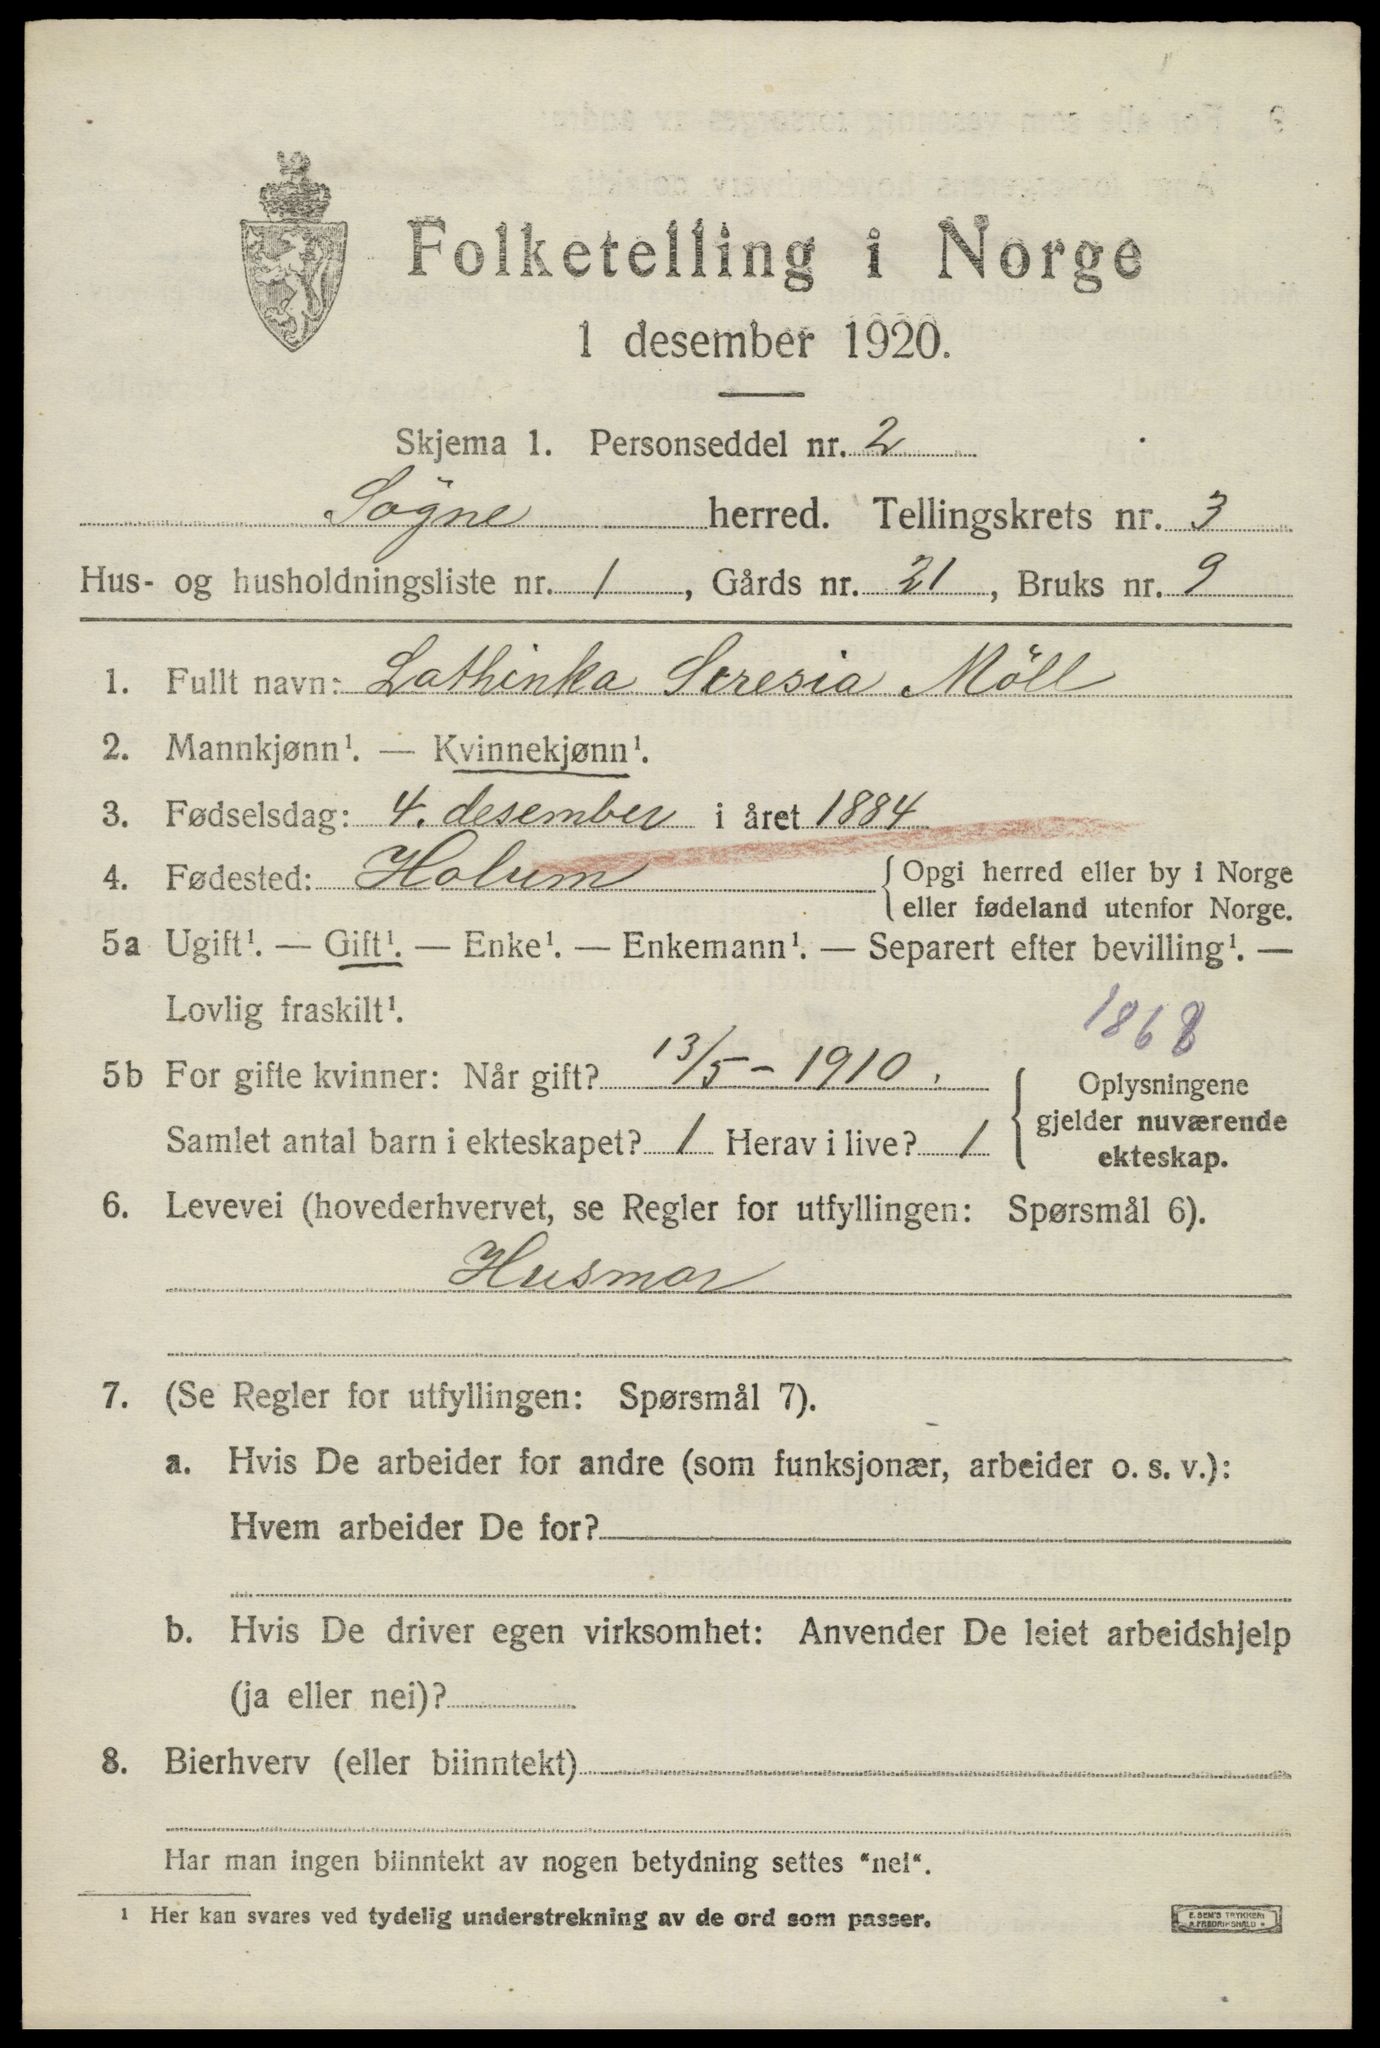 Folketelling i Norge
1 desember 1920.
Skjema 1. Personseddel nr. 2
Søgne herred. Tellingskrets nr. 3
Hus- og husholdningsliste nr. 1, Gårds nr. 21, Bruks nr. 9
1. Fullt navn: Lathinka Seresia Möll
2. Mannkjønn¹. — Kvinnekjønn¹.
3. Fødselsdag: 4. desember i året 1884
4. Fødested: Holum {Opgi herred eller by i Norge
eller fødeland utenfor Norge.
5a Ugift¹. — Gift¹. — Enke¹. — Enkemann¹. — Separert efter bevilling¹. —
Lovlig fraskilt¹.
1868
5b For gifte kvinner: Når gift? 13/5 – 1910.
Samlet antal barn i ekteskapet? 1 Herav i live? 1
Oplysningene
gjelder nuværende
ekteskap.
6. Levevei (hovederhvervet, se Regler for utfyllingen: Spørsmål 6).
Husmor
7. (Se Regler for utfyllingen: Spørsmål 7).
a. Hvis De arbeider for andre (som funksjonær, arbeider o. s. v.):
Hvem arbeider De for?
b. Hvis De driver egen virksomhet: Anvender De leiet arbeidshjelp
(ja eller nei)?
8. Bierhverv (eller biinntekt)
Har man ingen biinntekt av nogen betydning settes "nei".
¹ Her kan svares ved tydelig understrekning av de ord som passer.
E. SEM'S TRYKKERI
A.S FREDRIKSHALD